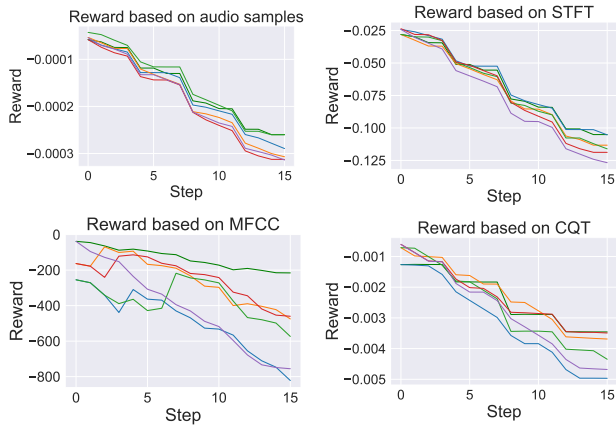 Reward based on audio samples
Reward
−0.0001
−0.0002
−0.0003
0 5 10 15
Step
Reward based on STFT
Reward
−0.025
−0.050
−0.075
−0.100
−0.125
0 5 10 15
Step
Reward based on MFCC
Reward
0
−200
−400
−600
−800
0 5 10 15
Step
Reward based on CQT
Reward
−0.001
−0.002
−0.003
−0.004
−0.005
0 5 10 15
Step